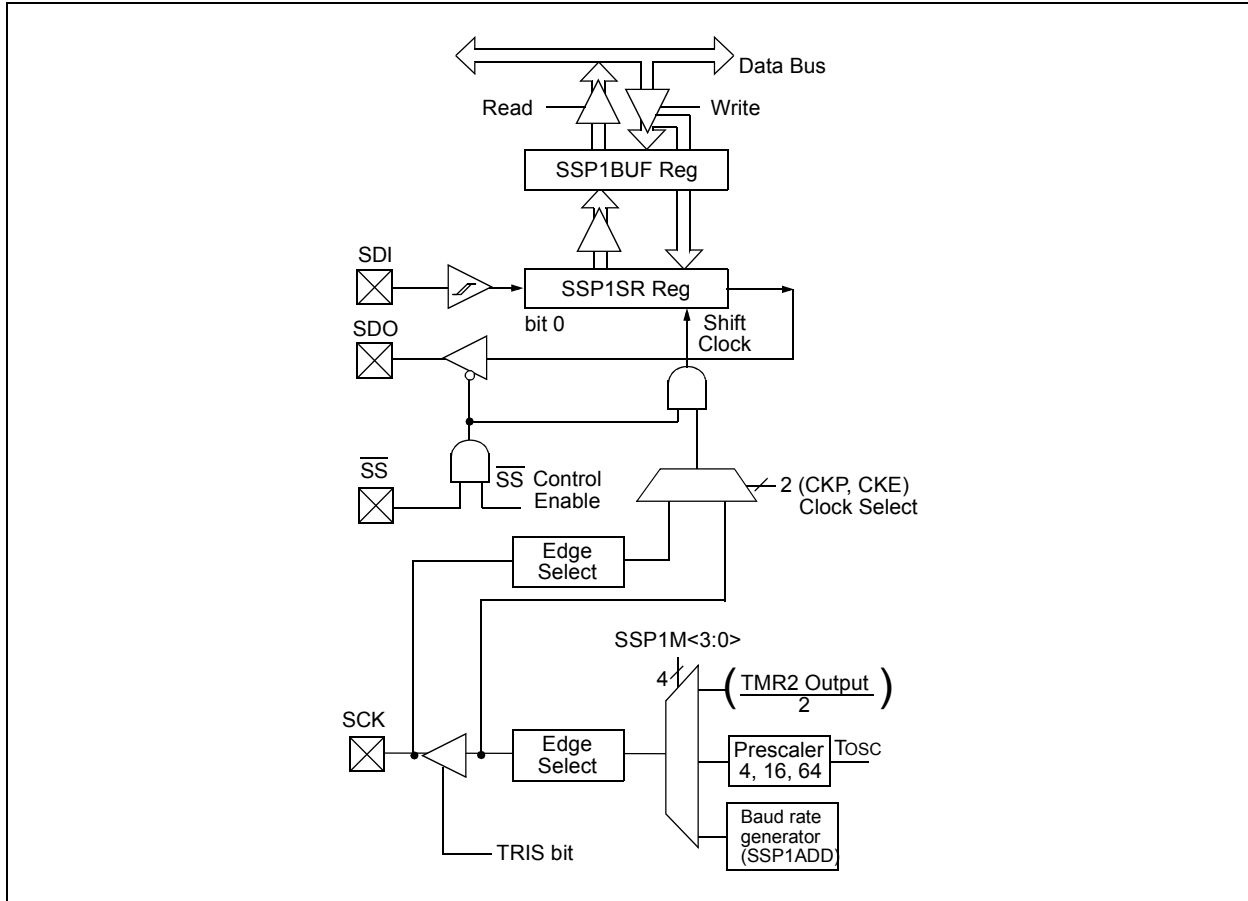 Data Bus
Read
Write
SSP1BUF Reg
SDI
SSP1SR Reg
bit 0
Shift
Clock
SDO
SS
SS Control
Enable
2 (CKP, CKE)
Clock Select
Edge
Select
SSP1M<3:0>
4
(TMR2 Output)
2
SCK
Edge
Select
Prescaler
4, 16, 64
TOSC
Baud rate
generator
(SSP1ADD)
TRIS bit